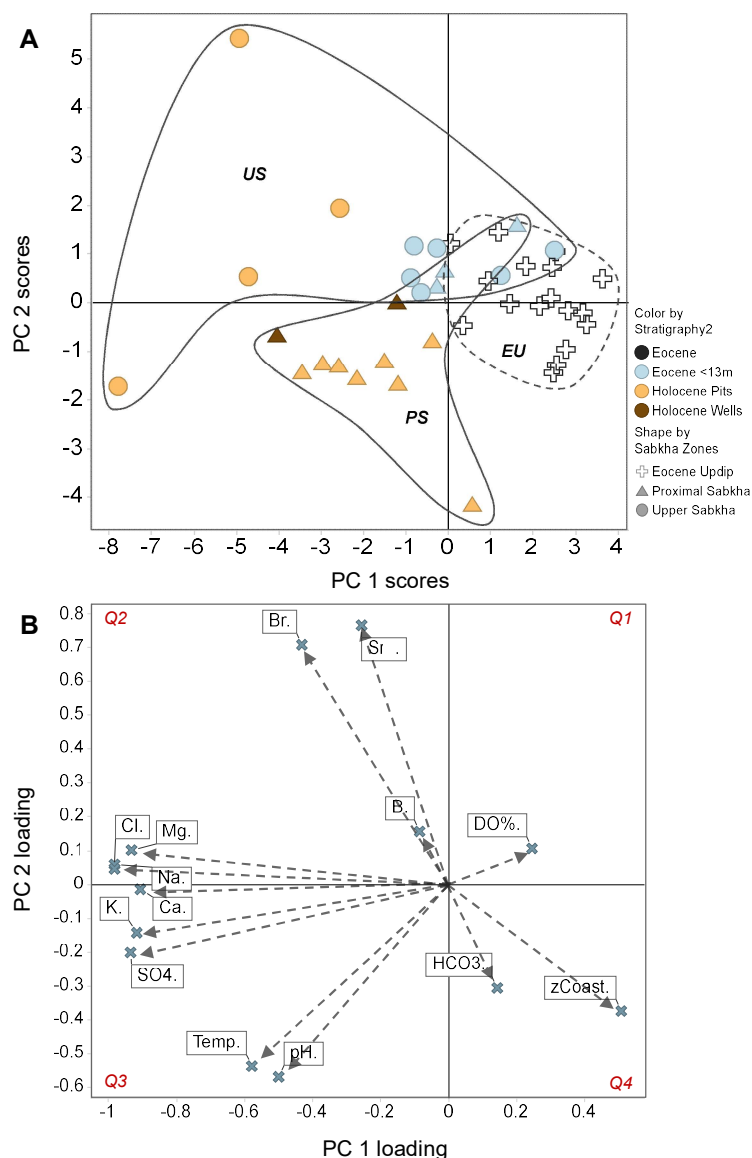 A
5
4
3
2
1
0
-1
-2
-3
-4
PC 2 scores
US
EU
PS
-8 -7 -6 -5 -4 -3 -2 -1 0 1 2 3 4
PC 1 scores
Color by
Stratigraphy2
Eocene
Eocene <13m
Holocene Pits
Holocene Wells
Shape by
Sabkha Zones
Eocene Updip
Proximal Sabkha
Upper Sabkha
B
0.8
0.7
0.6
0.5
0.4
0.3
0.2
0.1
0
-0.1
-0.2
-0.3
-0.4
-0.5
-0.6
PC 2 loading
Q2
Q1
Br.
B.
DO%.
Cl.
Mg.
Na.
K.
Ca.
SO4.
HCO3.
zCoast.
Temp.
pH.
Q3
Q4
-1 -0.8 -0.6 -0.4 -0.2 0 0.2 0.4
PC 1 loading